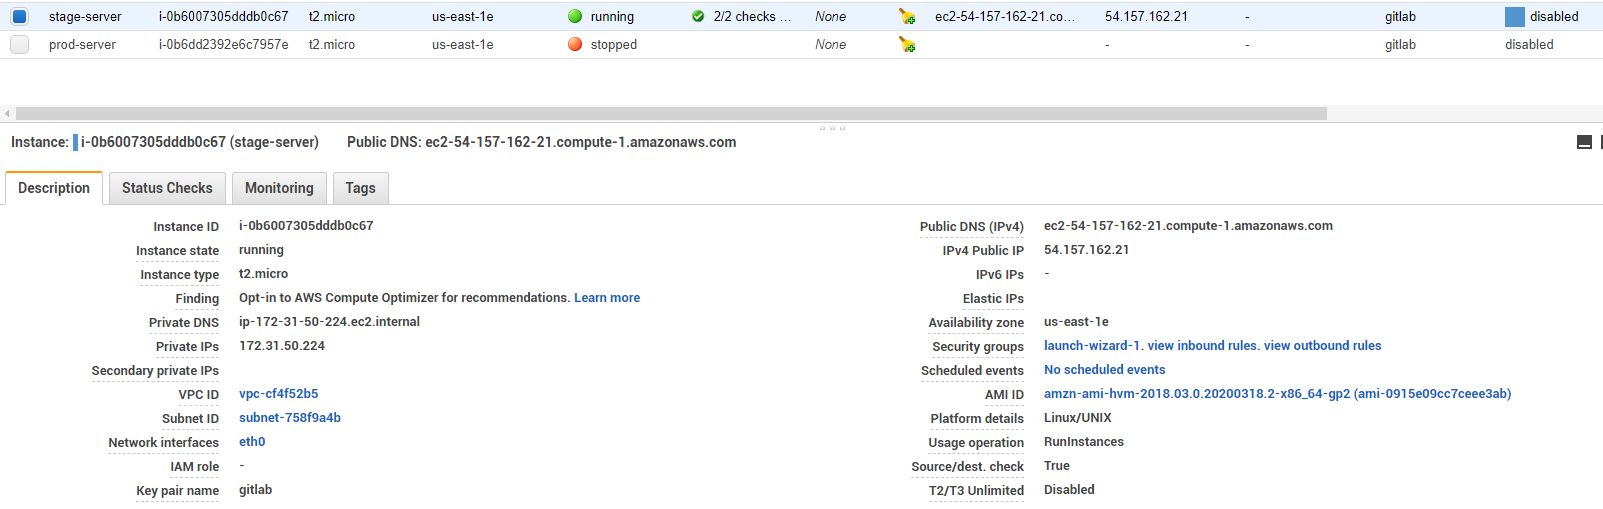 stage-server i-0b6007305dddb0c67 t2.micro us-east-1e running 2/2 checks ... None ec2-54-157-162-21.co... 54.157.162.21 - gitlab disabled
prod-server i-0b6dd2392e6c7957e t2.micro us-east-1e stopped None - - gitlab disabled
Instance: i-0b6007305dddb0c67 (stage-server) Public DNS: ec2-54-157-162-21.compute-1.amazonaws.com
Description Status Checks Monitoring Tags
Instance ID i-0b6007305dddb0c67 Public DNS (IPv4) ec2-54-157-162-21.compute-1.amazonaws.com
Instance state running IPv4 Public IP 54.157.162.21
Instance type t2.micro IPv6 IPs -
Finding Opt-in to AWS Compute Optimizer for recommendations. Learn more Elastic IPs
Private DNS ip-172-31-50-224.ec2.internal Availability zone us-east-1e
Private IPs 172.31.50.224 Security groups launch-wizard-1. view inbound rules. view outbound rules
Secondary private IPs Scheduled events No scheduled events
VPC ID vpc-cf4f52b5 AMI ID amzn-ami-hvm-2018.03.0.20200318.2-x86_64-gp2 (ami-0915e09cc7ceee3ab)
Subnet ID subnet-758f9a4b Platform details Linux/UNIX
Network interfaces eth0 Usage operation RunInstances
IAM role - Source/dest. check True
Key pair name gitlab T2/T3 Unlimited Disabled